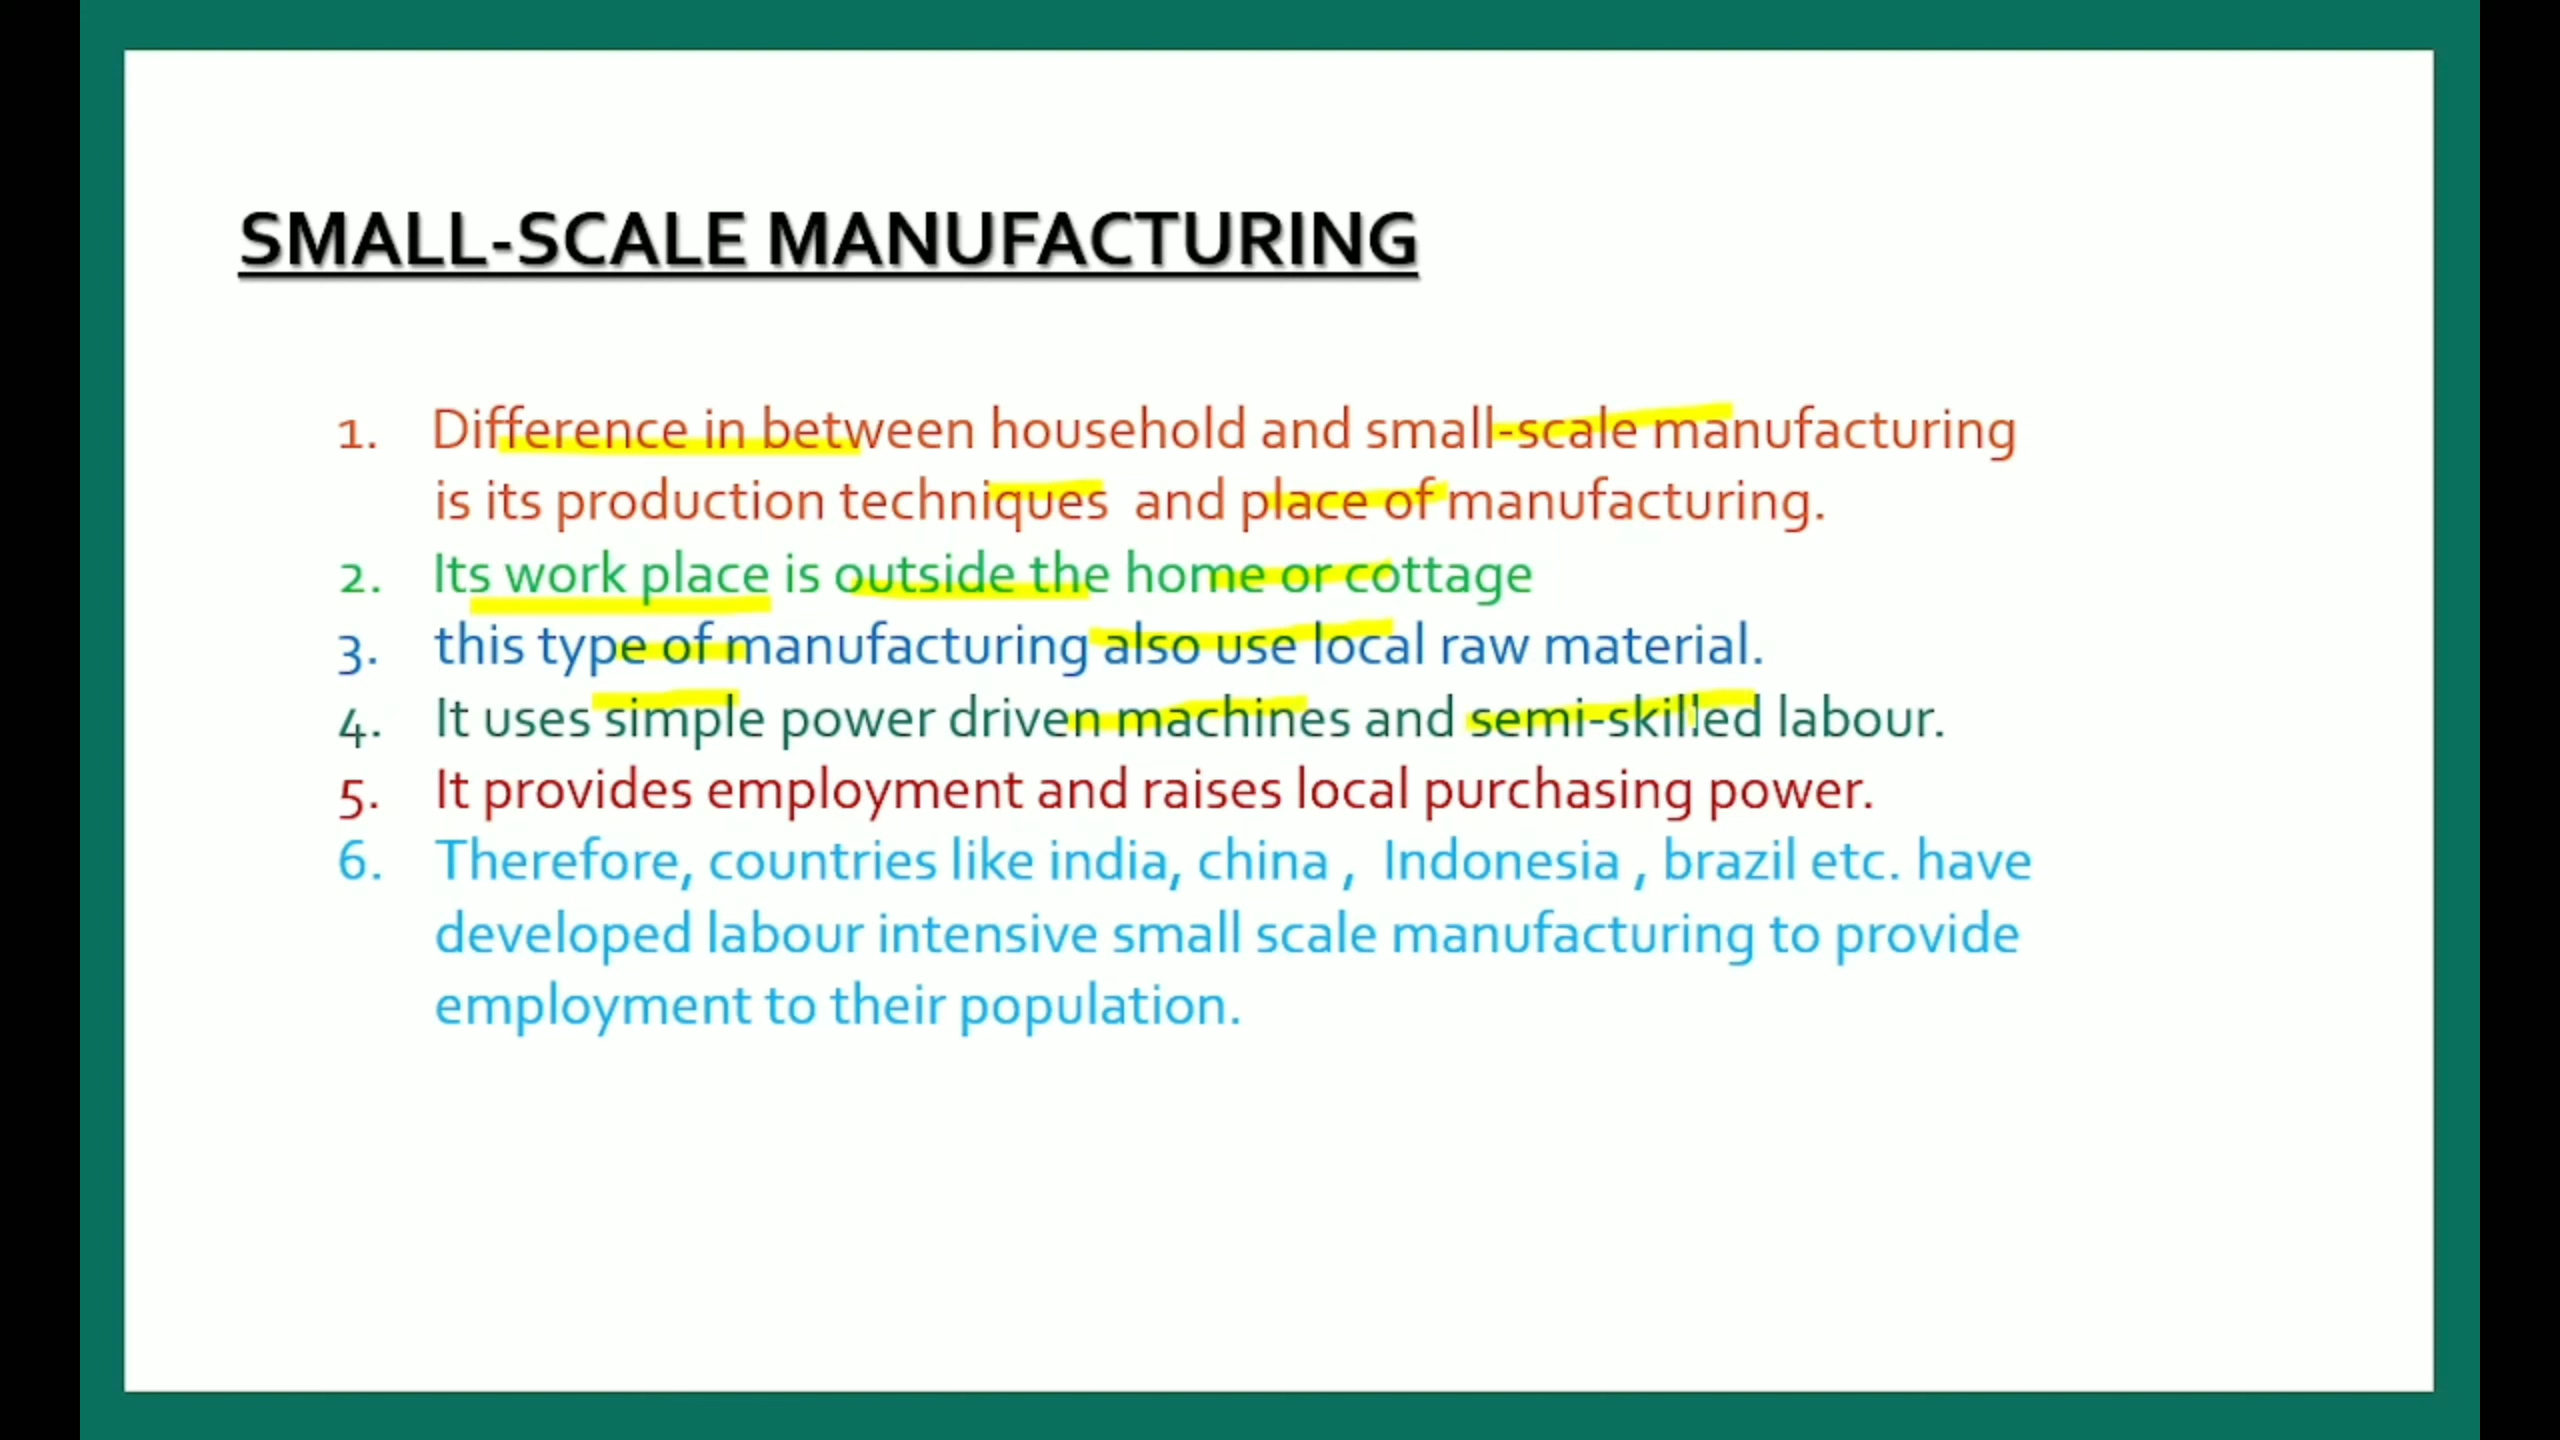 SMALL-SCALE MANUFACTURING
1. Difference in between household and small-scale manufacturing
is its production techniques and place of manufacturing.
2. Its work place is outside the home or cottage
3. this type of manufacturing also use local raw material.
4. It uses simple power driven machines and semi-skilled labour.
5. It provides employment and raises local purchasing power.
6. Therefore, countries like india, china , Indonesia , brazil etc. have
developed labour intensive small scale manufacturing to provide
employment to their population.